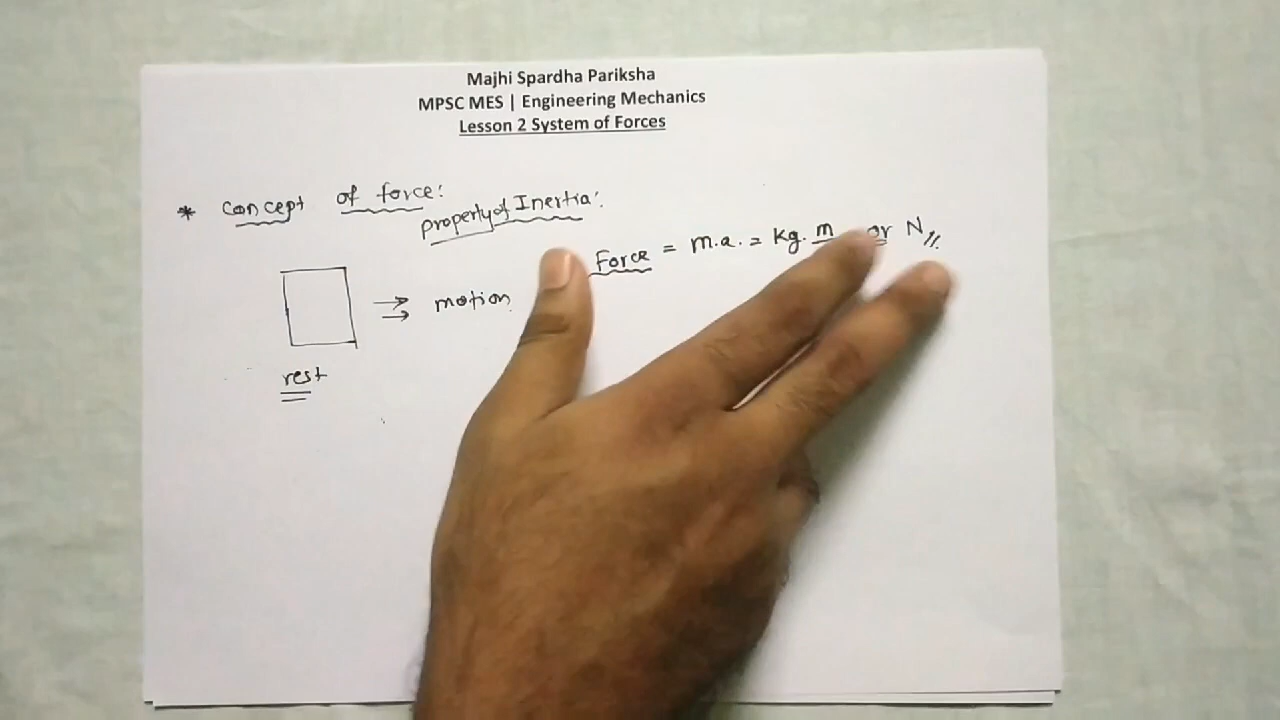 Majhi Spardha Pariksha
MPSC MES | Engineering Mechanics
Lesson 2 System of Forces
* concept of force:
property of Inertia:
Force = m.a. = kg. m or N
motion
rest